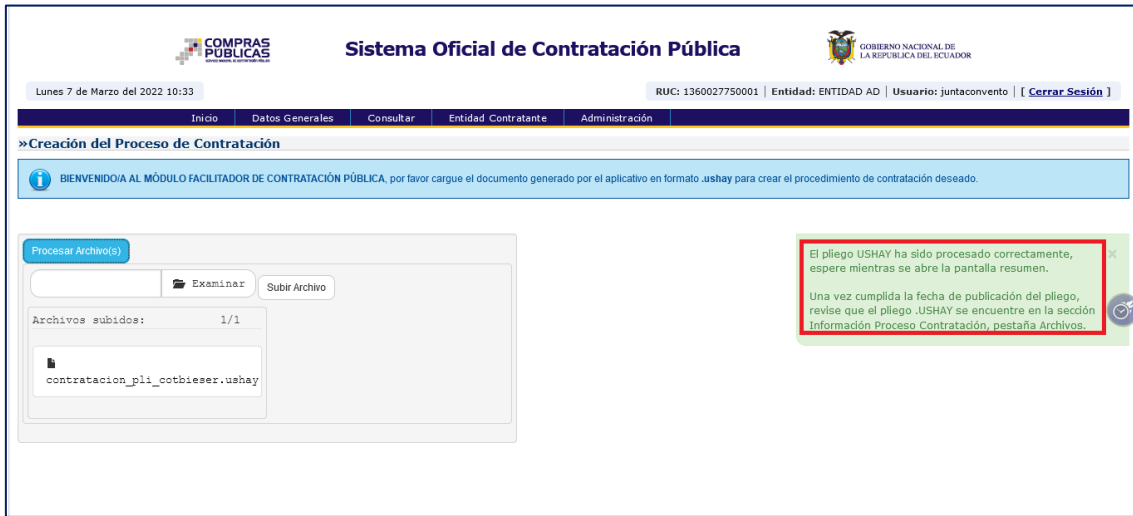 COMPRAS
PÚBLICAS
Sistema Oficial de Contratación Pública
GOBIERNO NACIONAL DE
LA REPUBLICA DEL ECUADOR
Lunes 7 de Marzo del 2022 10:33
RUC: 1360027750001 | Entidad: ENTIDAD AD | Usuario: juntaconvento | [ Cerrar Sesión ]
Inicio Datos Generales Consultar Entidad Contratante Administración
»Creación del Proceso de Contratación
BIENVENIDO/A AL MÓDULO FACILITADOR DE CONTRATACIÓN PÚBLICA, por favor cargue el documento generado por el aplicativo en formato .ushay para crear el procedimiento de contratación deseado.
Procesar Archivo(s)
Examinar
Subir Archivo
Archivos subidos: 1/1
contratacion_pli_cotbieser.ushay
El pliego USHAY ha sido procesado correctamente,
espere mientras se abre la pantalla resumen.
Una vez cumplida la fecha de publicación del pliego,
revise que el pliego .USHAY se encuentre en la sección
Información Proceso Contratación, pestaña Archivos.